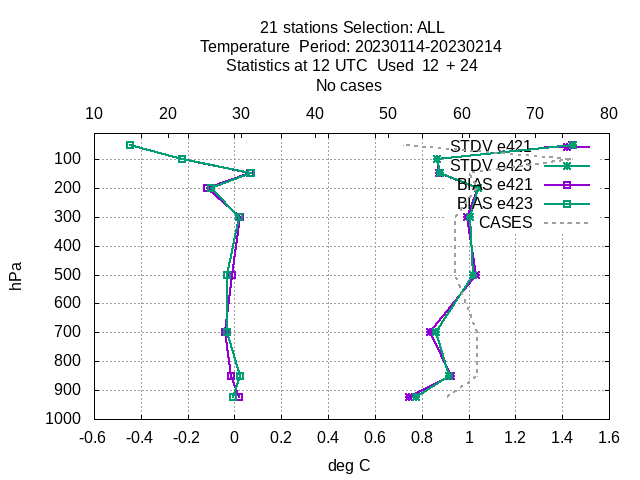 21 stations Selection: ALL
Temperature  Period: 20230114-20230214
Statistics at 12 UTC  Used  12  + 24
No cases
10 20 30 40 50 60 70 80
STDV e421
STDV e423
BIAS e421
BIAS e423
CASES
100
200
300
400
500
600
700
800
900
1000
hPa
-0.6 -0.4 -0.2 0 0.2 0.4 0.6 0.8 1 1.2 1.4 1.6
deg C